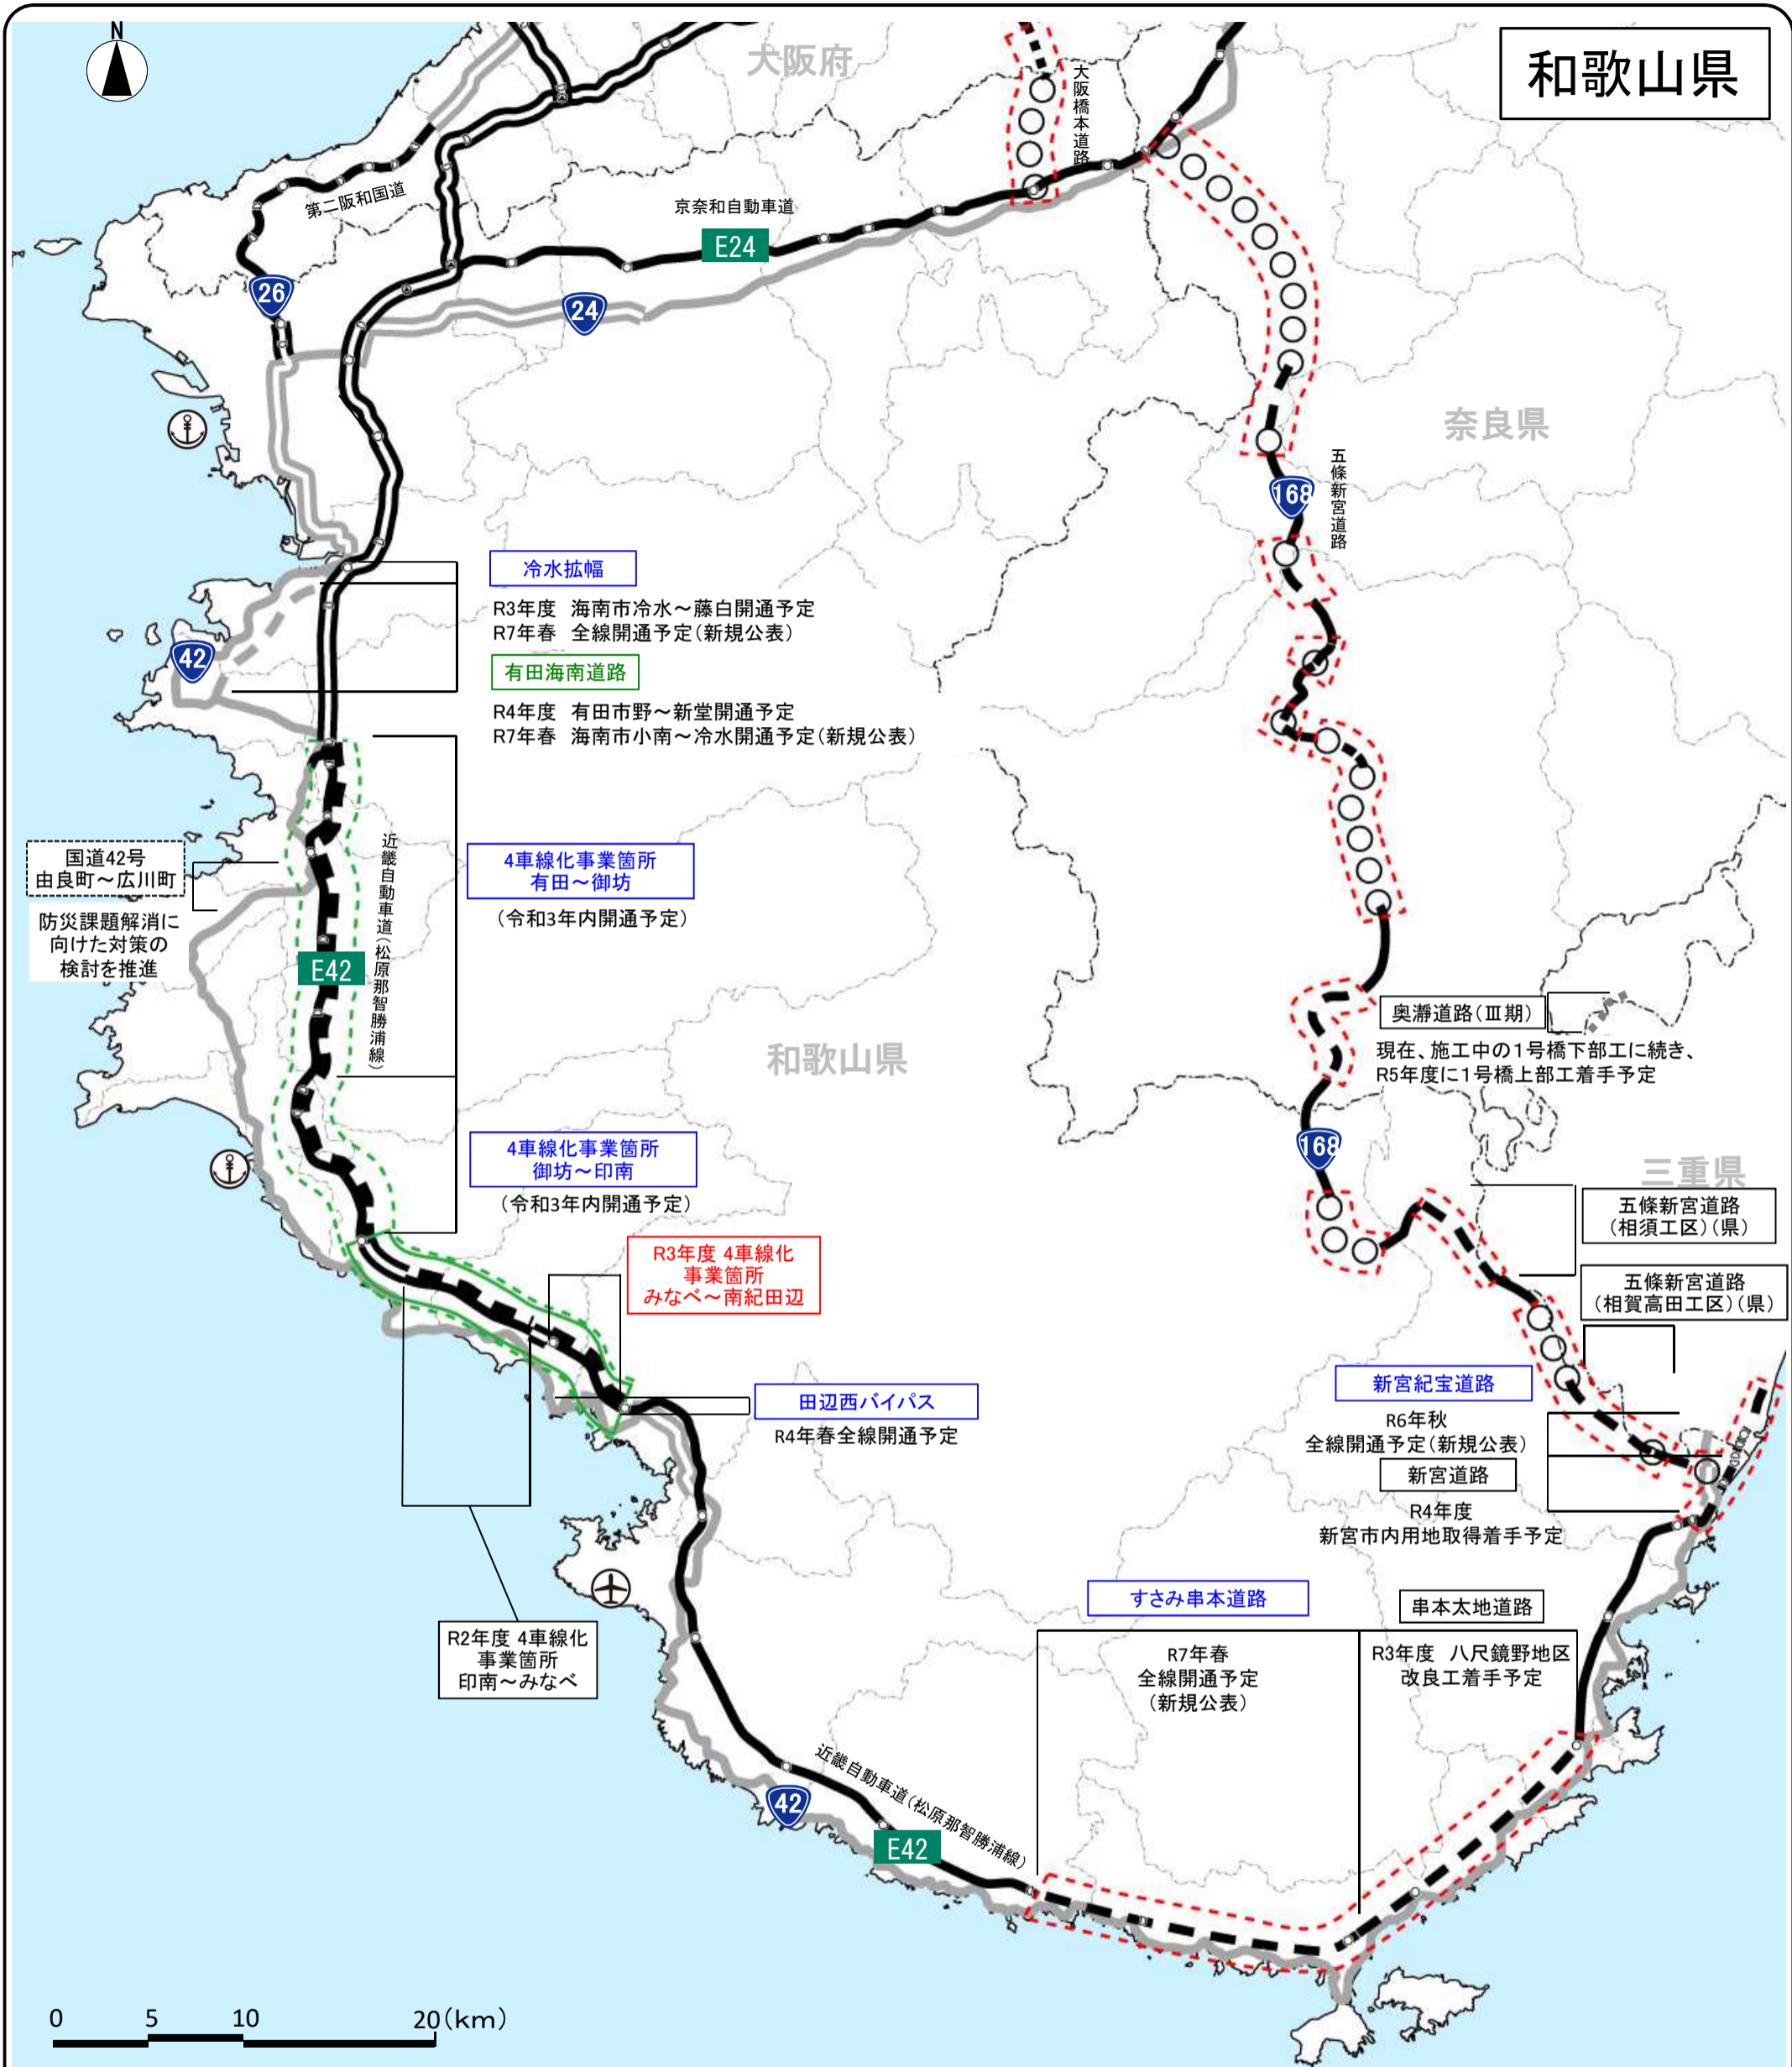 N
和歌山県
大阪府
大阪橋本道路
第二阪和国道
京奈和自動車道
E24
26
24
奈良県
五條新宮道路
168
冷水拡幅
R3年度 海南市冷水～藤白開通予定
R7年春 全線開通予定(新規公表)
42
有田海南道路
R4年度 有田市野～新堂開通予定
R7年春 海南市小南～冷水開通予定(新規公表)
国道42号
由良町～広川町
防災課題解消に
向けた対策の
検討を推進
近畿自動車道(松原那智勝浦線)
E42
4車線化事業箇所
有田～御坊
(令和3年内開通予定)
和歌山県
奥瀞道路(Ⅲ期)
現在、施工中の1号橋下部工に続き、
R5年度に1号橋上部工着手予定
168
三重県
4車線化事業箇所
御坊～印南
(令和3年内開通予定)
五條新宮道路
(相須工区)(県)
R3年度 4車線化
事業箇所
みなべ～南紀田辺
五條新宮道路
(相賀高田工区)(県)
田辺西バイパス
R4年春全線開通予定
新宮紀宝道路
R6年秋
全線開通予定(新規公表)
新宮道路
R4年度
新宮市内用地取得着手予定
R2年度 4車線化
事業箇所
印南～みなべ
すさみ串本道路
R7年春
全線開通予定
(新規公表)
串本太地道路
R3年度 八尺鏡野地区
改良工着手予定
近畿自動車道(松原那智勝浦線)
42
E42
0 5 10 20(km)